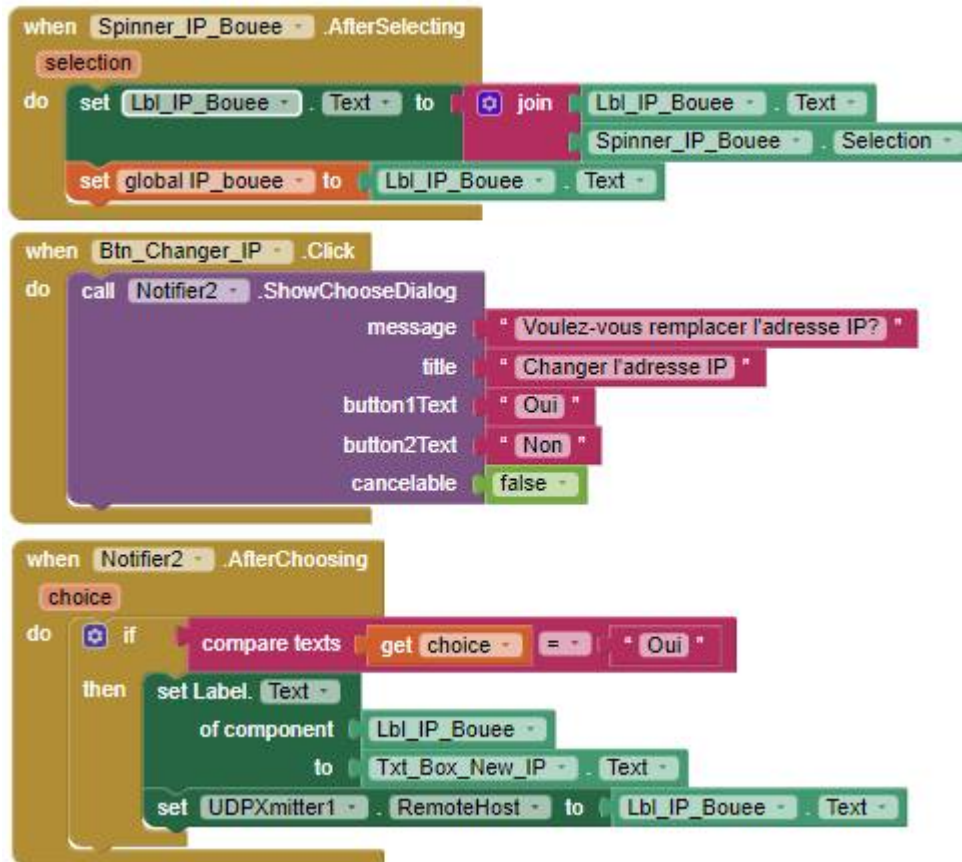 when Spinner_IP_Bouee .AfterSelecting
selection
do set Lbl_IP_Bouee . Text to join Lbl_IP_Bouee . Text
Spinner_IP_Bouee . Selection
set global IP_bouee to Lbl_IP_Bouee . Text
when Btn_Changer_IP .Click
do call Notifier2 .ShowChooseDialog
message " Voulez-vous remplacer l'adresse IP? "
title " Changer l'adresse IP "
button1Text " Oui "
button2Text " Non "
cancelable false
when Notifier2 .AfterChoosing
choice
do if compare texts get choice = " Oui "
then set Label. Text
of component Lbl_IP_Bouee
to Txt_Box_New_IP . Text
set UDPXmitter1 . RemoteHost to Lbl_IP_Bouee . Text